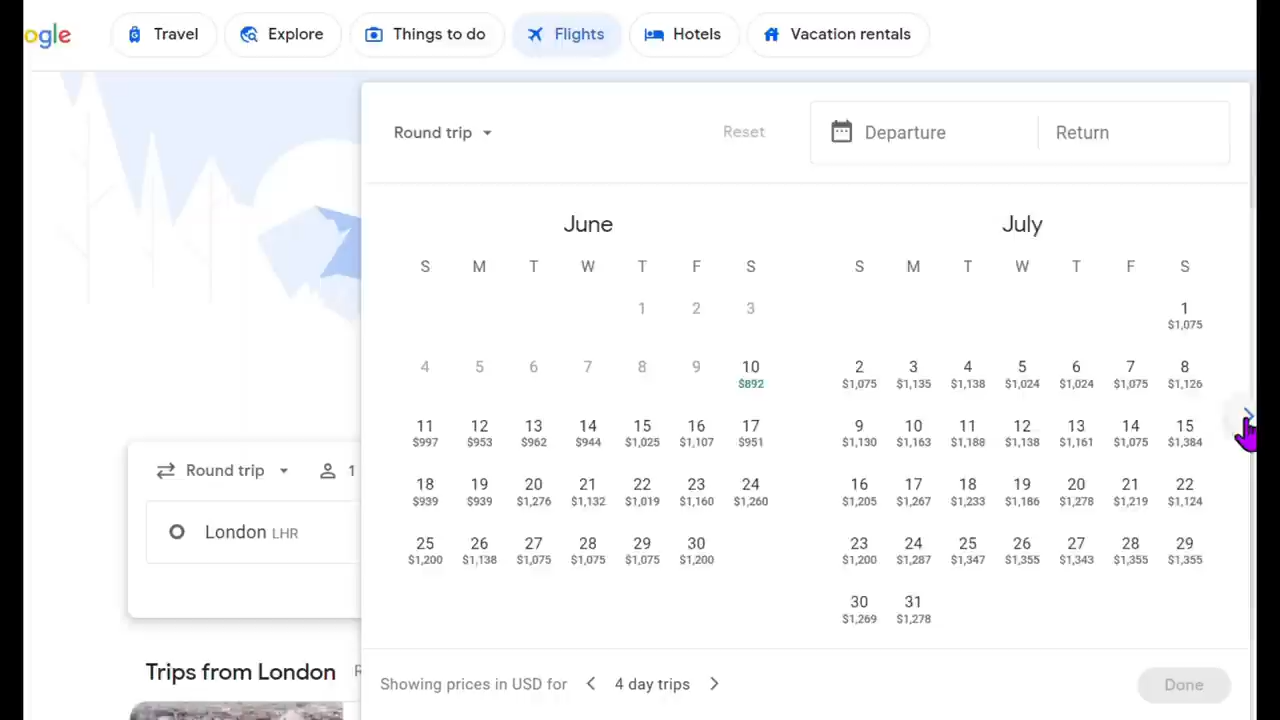 ogle Travel Explore Things to do Flights Hotels Vacation rentals
Round trip Reset Departure Return
June
S M T W T F S
1 2 3
4 5 6 7 8 9 10
$892
11 12 13 14 15 16 17
$997 $953 $962 $944 $1,025 $1,107 $951
18 19 20 21 22 23 24
$939 $939 $1,276 $1,132 $1,019 $1,160 $1,260
25 26 27 28 29 30
$1,200 $1,138 $1,075 $1,075 $1,075 $1,200
July
S M T W T F S
1
$1,075
2 3 4 5 6 7 8
$1,075 $1,135 $1,138 $1,024 $1,024 $1,075 $1,126
9 10 11 12 13 14 15
$1,130 $1,163 $1,188 $1,138 $1,161 $1,075 $1,384
16 17 18 19 20 21 22
$1,205 $1,267 $1,233 $1,186 $1,278 $1,219 $1,124
23 24 25 26 27 28 29
$1,200 $1,287 $1,347 $1,355 $1,343 $1,355 $1,355
30 31
$1,269 $1,278
Round trip 1
London LHR
Trips from London
Showing prices in USD for 4 day trips Done